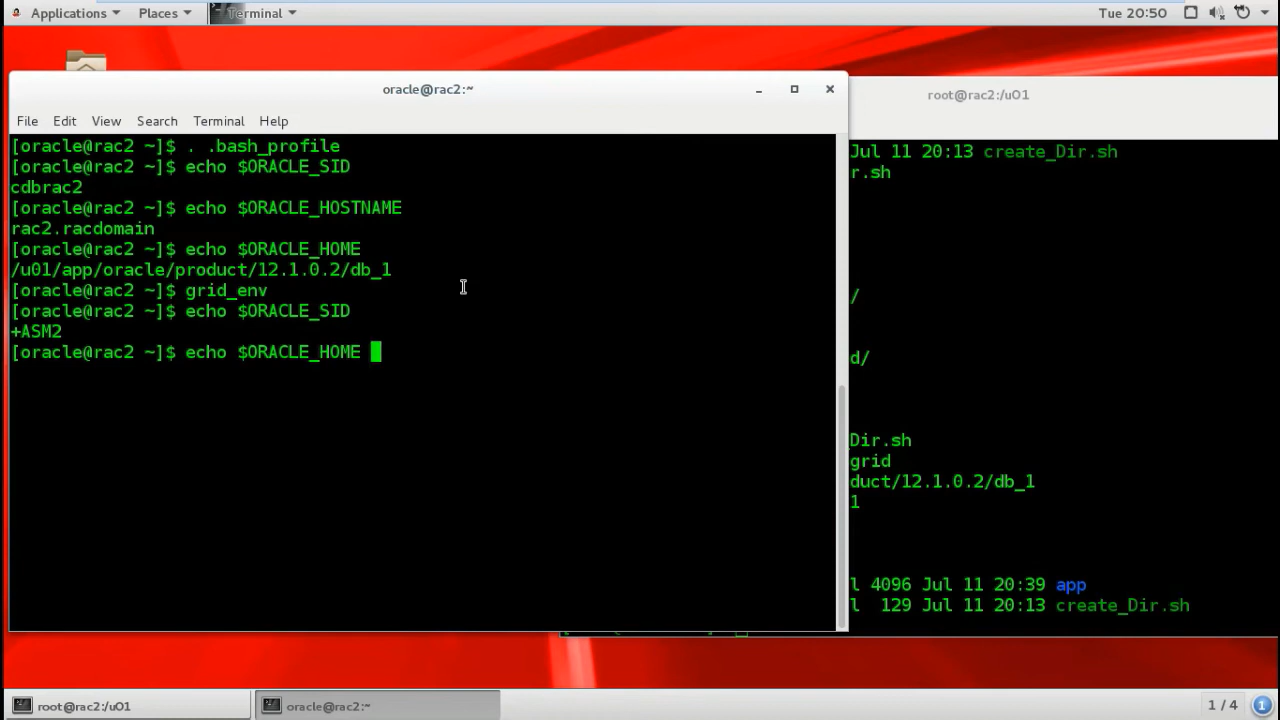 Applications Places Terminal Tue 20:50
oracle@rac2:~
File Edit View Search Terminal Help
[oracle@rac2 ~]$ . .bash_profile
[oracle@rac2 ~]$ echo $ORACLE_SID
cdbrac2
[oracle@rac2 ~]$ echo $ORACLE_HOSTNAME
rac2.racdomain
[oracle@rac2 ~]$ echo $ORACLE_HOME
/u01/app/oracle/product/12.1.0.2/db_1
[oracle@rac2 ~]$ grid_env
[oracle@rac2 ~]$ echo $ORACLE_SID
+ASM2
[oracle@rac2 ~]$ echo $ORACLE_HOME
root@rac2:/u01
Jul 11 20:13 create_Dir.sh
r.sh
/
d/
_Dir.sh
grid
duct/12.1.0.2/db_1
1
l 4096 Jul 11 20:39 app
l 129 Jul 11 20:13 create_Dir.sh
root@rac2:/u01 oracle@rac2:~ 1 / 4 1